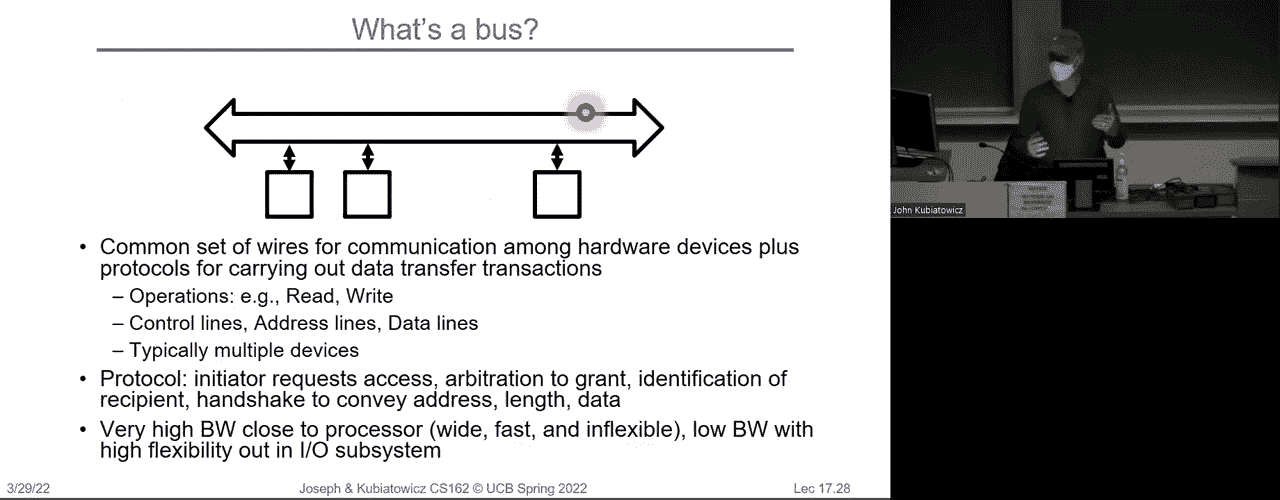 What's a bus?
• Common set of wires for communication among hardware devices plus
protocols for carrying out data transfer transactions
– Operations: e.g., Read, Write
– Control lines, Address lines, Data lines
– Typically multiple devices
• Protocol: initiator requests access, arbitration to grant, identification of
recipient, handshake to convey address, length, data
• Very high BW close to processor (wide, fast, and inflexible), low BW with
high flexibility out in I/O subsystem
3/29/22
Joseph & Kubiatowicz CS162 © UCB Spring 2022
Lec 17.28
John Kubiatowicz